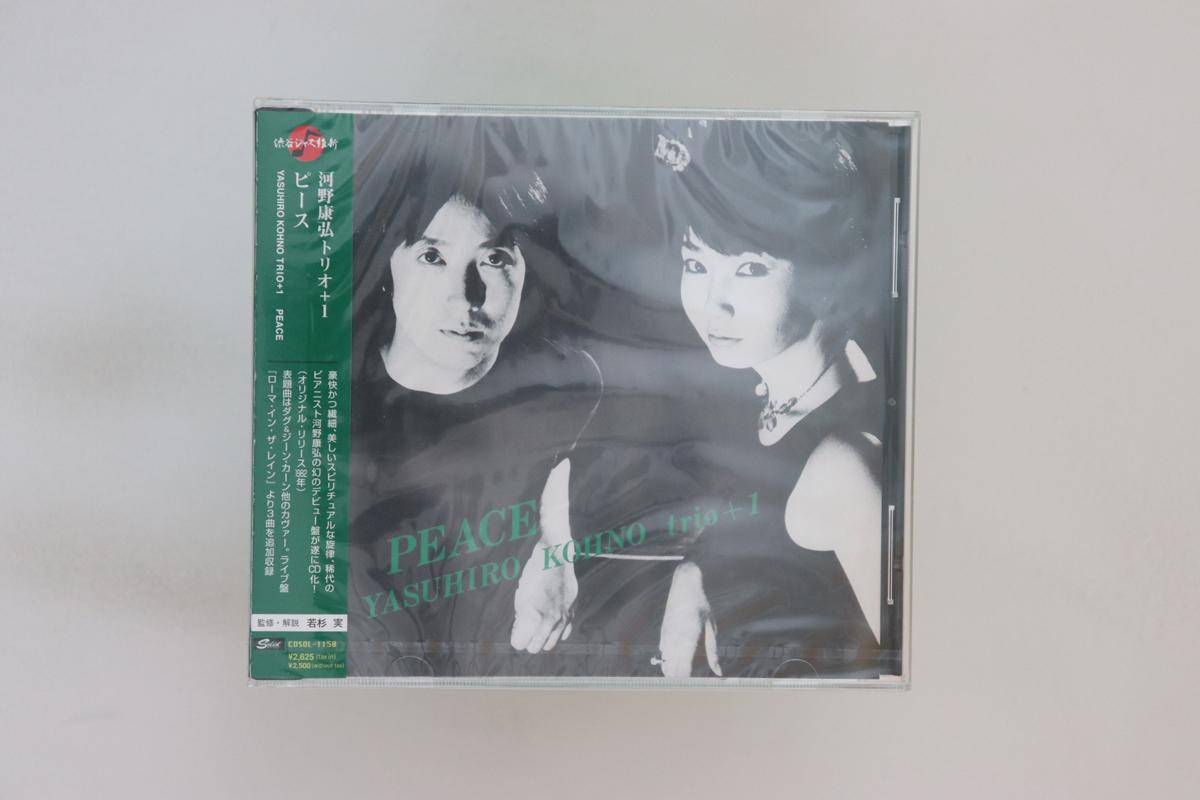 渋谷ジャズ維新
河野康弘トリオ+1
ピース
YASUHIRO KOHNO TRIO+1 PEACE
豪快かつ繊細、美しいスピリチュアルな旋律、稀代の
ピアニスト河野康弘の幻のデビュー盤が遂にCD化!
(オリジナル・リリース1982年)
表題曲はダグ&ジーン・カーン他のカヴァー。ライブ盤
『ローマ・イン・ザ・レイン』より3曲を追加収録
監修・解説 若杉 実
Solid
CDSOL-1158
¥2,625 (tax in)
¥2,500 (without tax)
PEACE
YASUHIRO KOHNO trio+1